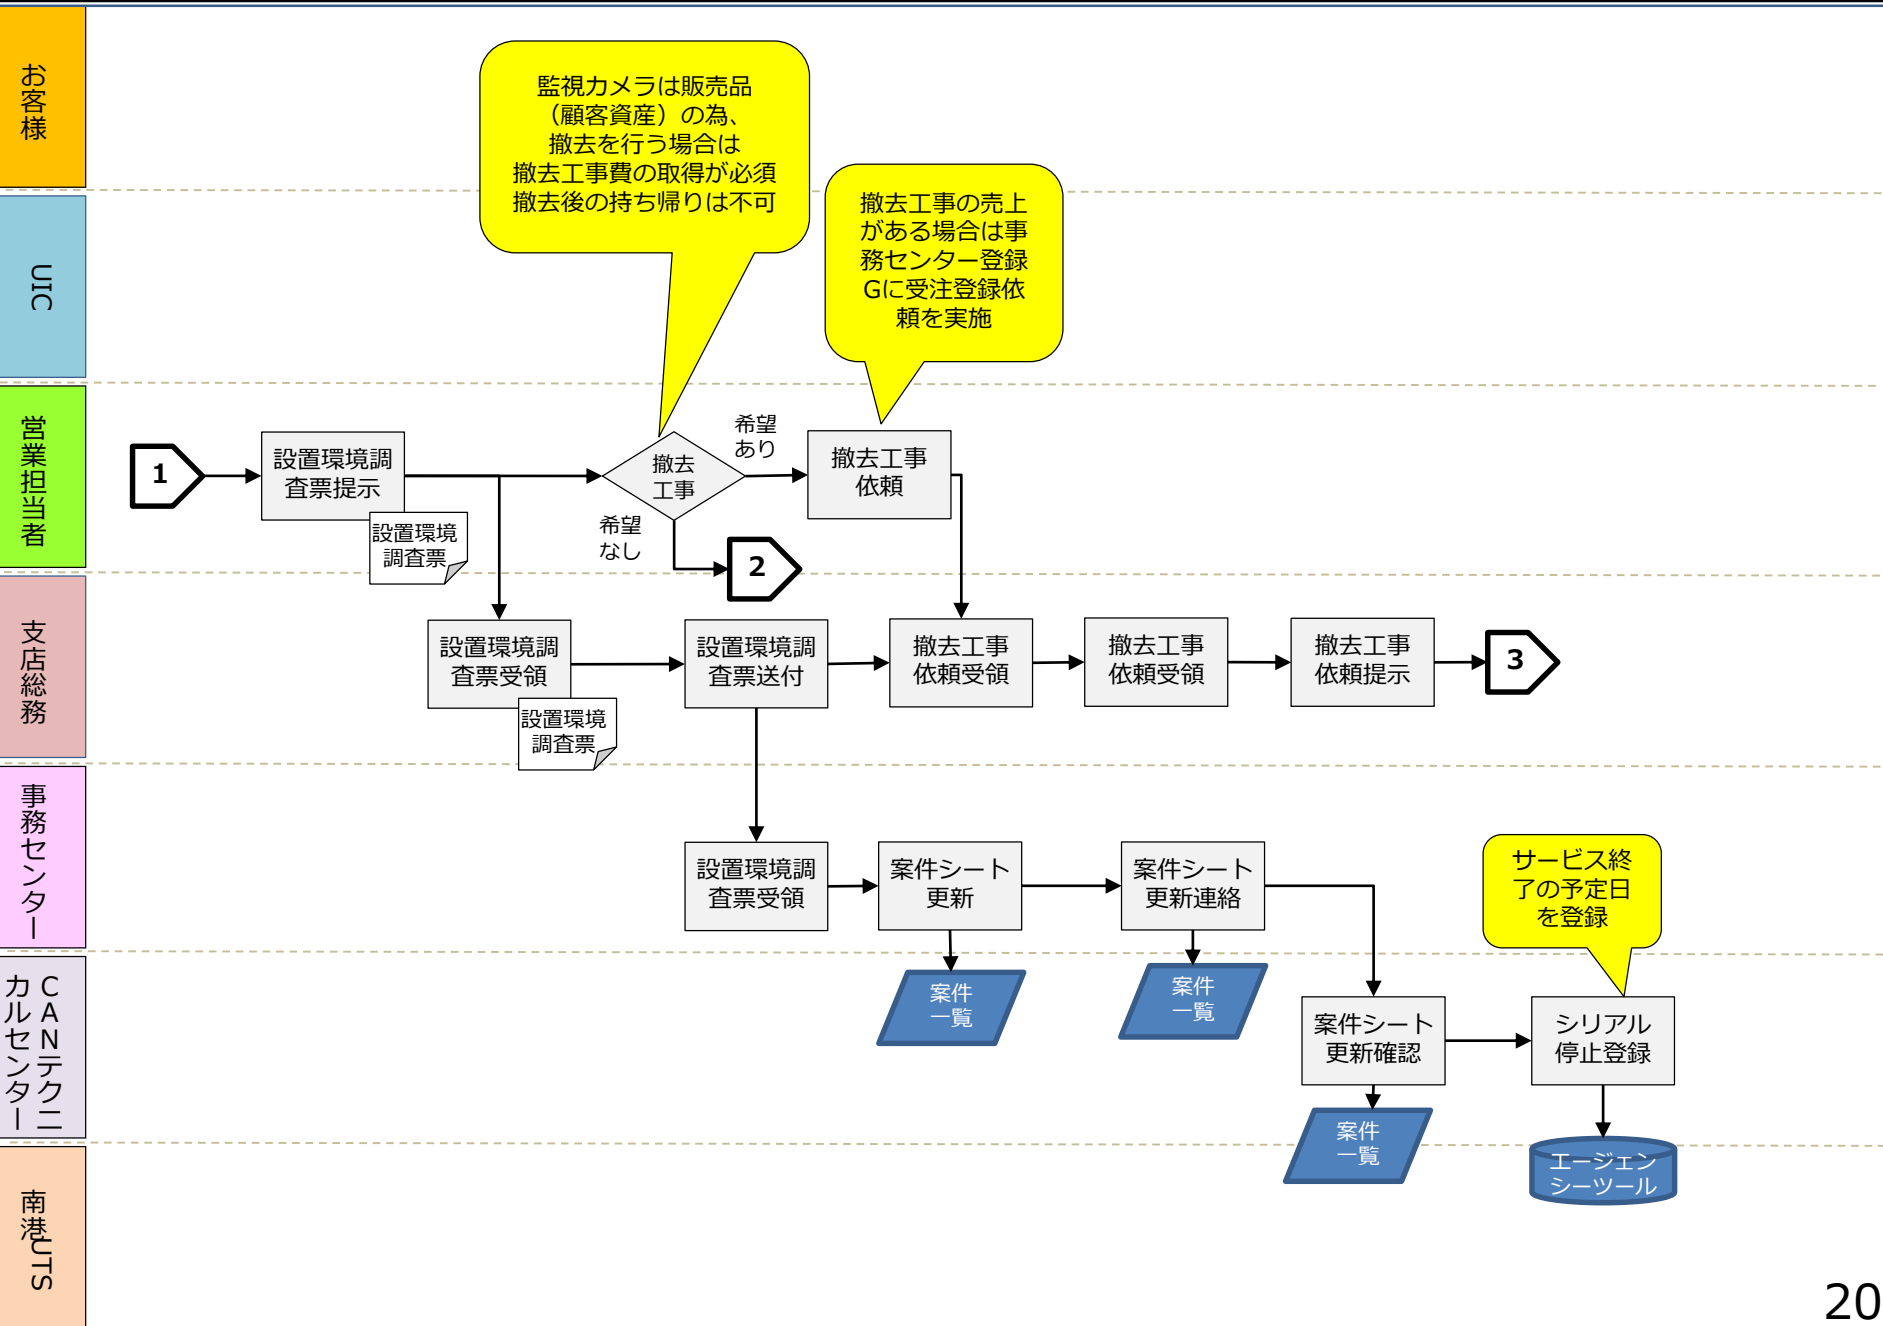 お客様
監視カメラは販売品
（顧客資産）の為、
撤去を行う場合は
撤去工事費の取得が必須
撤去後の持ち帰りは不可
UIC
撤去工事の売上
がある場合は事
務センター登録
Gに受注登録依
頼を実施
営業担当者
1
設置環境調
査票提示
設置環境
調査票
撤去
工事
希望
あり
希望
なし
2
撤去工事
依頼
支店総務
設置環境調
査票受領
設置環境
調査票
設置環境調
査票送付
撤去工事
依頼受領
撤去工事
依頼受領
撤去工事
依頼提示
3
事務センター
設置環境調
査票受領
案件シート
更新
案件シート
更新連絡
サービス終
了の予定日
を登録
CANテクニ
カルセンター
案件
一覧
案件
一覧
案件シート
更新確認
シリアル
停止登録
案件
一覧
エージェン
シーツール
南港UTS
20